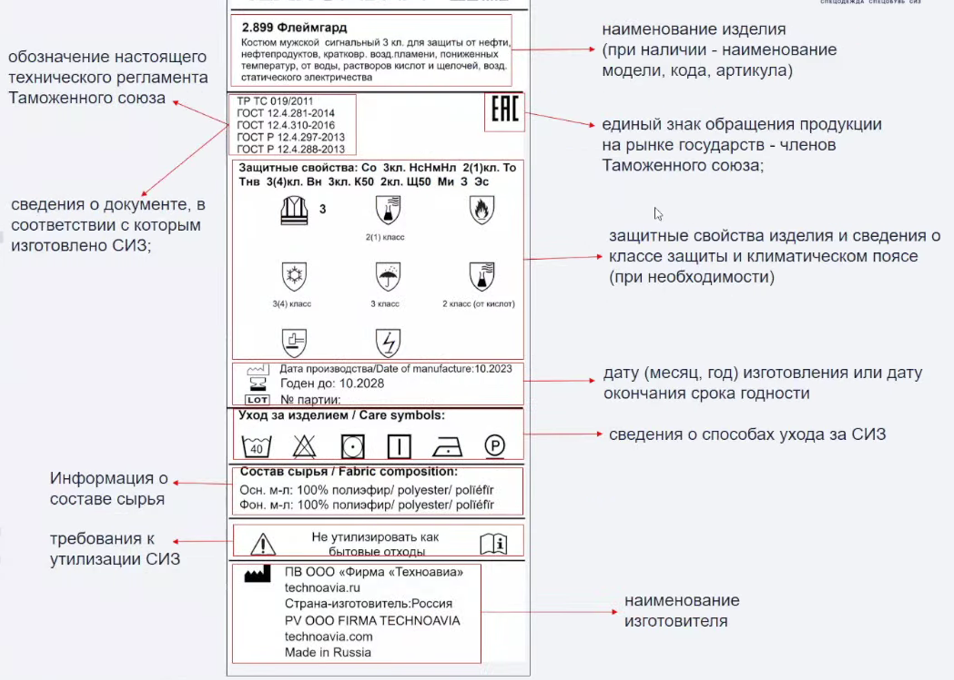 СПЕЦОДЕЖДА СПЕЦОБУВЬ СИЗ
2.899 Флеймгард
Костюм мужской сигнальный 3 кл. для защиты от нефти,
нефтепродуктов, кратковр. возд.пламени, пониженных
температур, от воды, растворов кислот и щелочей, возд.
статического электричества
наименование изделия
(при наличии - наименование
модели, кода, артикула)
обозначение настоящего
технического регламента
Таможенного союза
ТР ТС 019/2011
ГОСТ 12.4.281-2014
ГОСТ 12.4.310-2016
ГОСТ Р 12.4.297-2013
ГОСТ Р 12.4.288-2013
EAC
единый знак обращения продукции
на рынке государств - членов
Таможенного союза;
сведения о документе, в
соответствии с которым
изготовлено СИЗ;
Защитные свойства: Со 3кл. НсНмНл 2(1)кл. То
Тнв 3(4)кл. Вн 3кл. К50 2кл. Щ50 Ми З Эс
3
2(1) класс
3(4) класс
3 класс
2 класс (от кислот)
защитные свойства изделия и сведения о
классе защиты и климатическом поясе
(при необходимости)
Дата производства/Date of manufacture:10.2023
Годен до: 10.2028
LOT № партии:
дату (месяц, год) изготовления или дату
окончания срока годности
Уход за изделием / Care symbols:
40
P
сведения о способах ухода за СИЗ
Информация о
составе сырья
Состав сырья / Fabric composition:
Осн. м-л: 100% полиэфир/ polyester/ poliéfïr
Фон. м-л: 100% полиэфир/ polyester/ poliéfïr
требования к
утилизации СИЗ
Не утилизировать как
бытовые отходы
ПВ ООО «Фирма «Техноавиа»
technoavia.ru
Страна-изготовитель:Россия
PV OOO FIRMA TECHNOAVIA
technoavia.com
Made in Russia
наименование
изготовителя